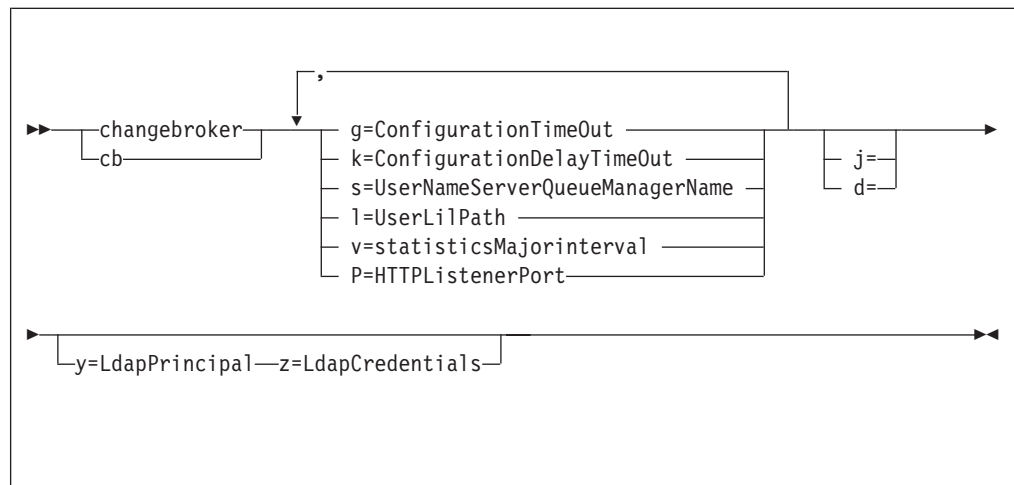 ,
changebroker
cb
g=ConfigurationTimeOut
k=ConfigurationDelayTimeOut
s=UserNameServerQueueManagerName
l=UserLilPath
v=statisticsMajorinterval
P=HTTPListenerPort
j=
d=
y=LdapPrincipal z=LdapCredentials